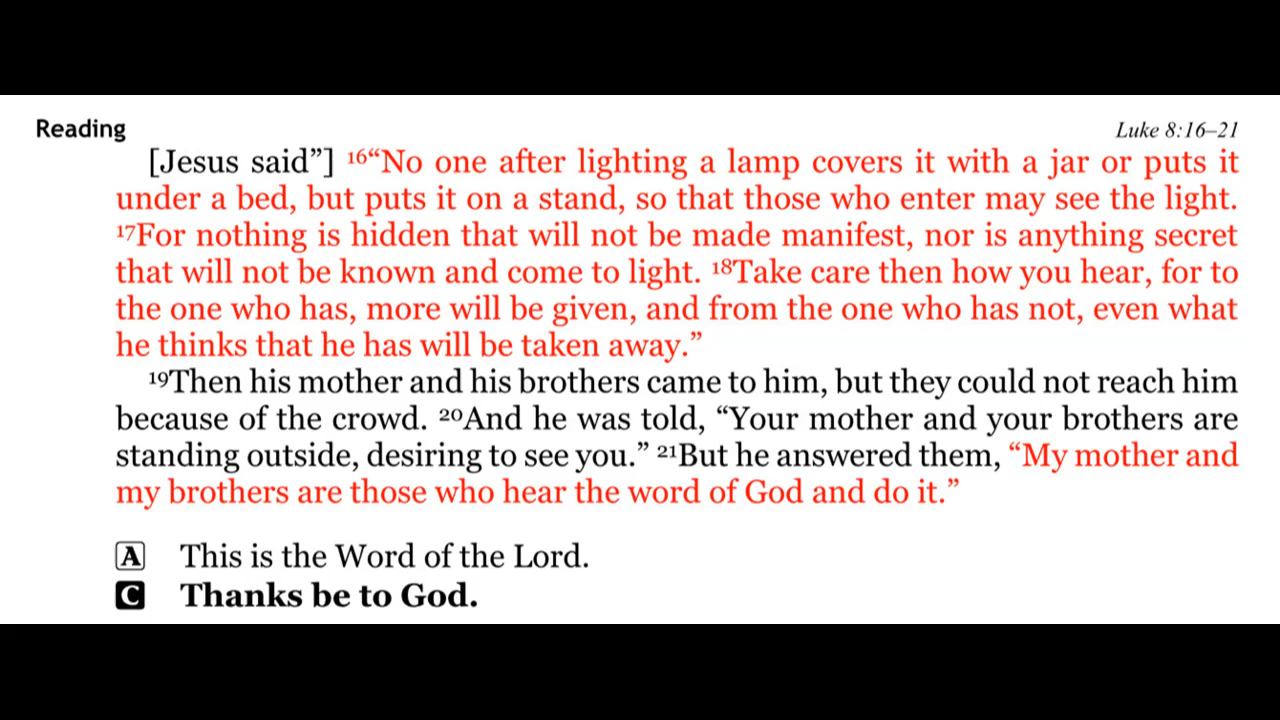 Reading
Luke 8:16–21
[Jesus said”] ¹⁶“No one after lighting a lamp covers it with a jar or puts it
under a bed, but puts it on a stand, so that those who enter may see the light.
¹⁷For nothing is hidden that will not be made manifest, nor is anything secret
that will not be known and come to light. ¹⁸Take care then how you hear, for to
the one who has, more will be given, and from the one who has not, even what
he thinks that he has will be taken away.”
¹⁹Then his mother and his brothers came to him, but they could not reach him
because of the crowd. ²⁰And he was told, “Your mother and your brothers are
standing outside, desiring to see you.” ²¹But he answered them, “My mother and
my brothers are those who hear the word of God and do it.”
A This is the Word of the Lord.
C Thanks be to God.